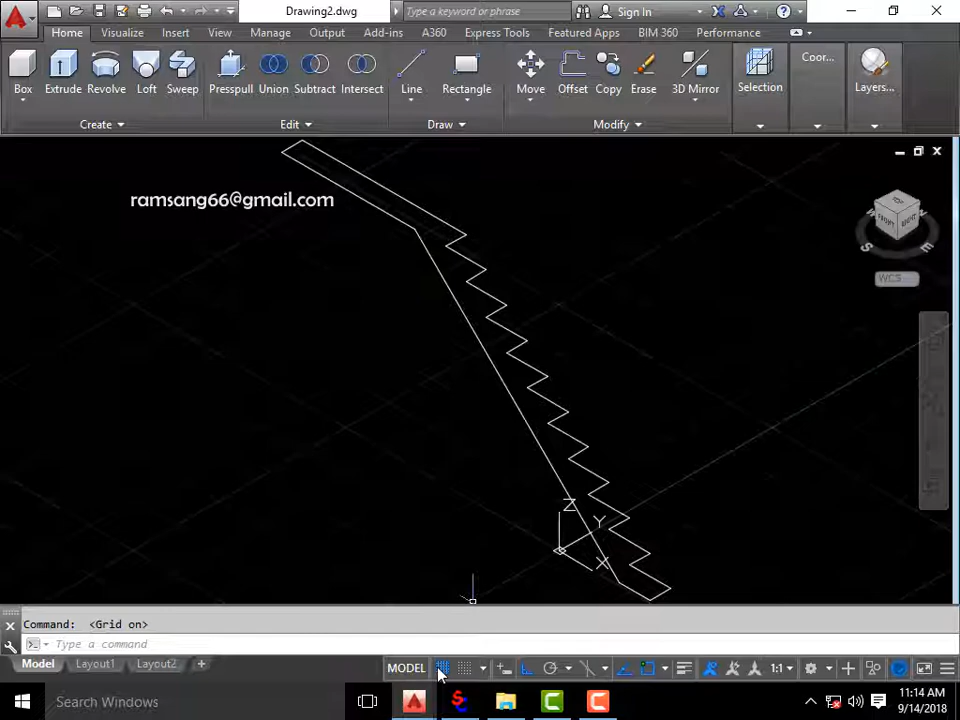 Drawing2.dwg
Type a keyword or phrase
Sign In
Home Visualize Insert View Manage Output Add-ins A360 Express Tools Featured Apps BIM 360 Performance
Box Extrude Revolve Loft Sweep Presspull Union Subtract Intersect Line Rectangle Move Offset Copy Erase 3D Mirror Selection Coor... Layers...
Create Edit Draw Modify
ramsang66@gmail.com
TOP
FRONT RIGHT
S E
WCS
Z
Y
X
Command: <Grid on>
Type a command
Model Layout1 Layout2 + MODEL 1:1
Search Windows
11:14 AM
9/14/2018